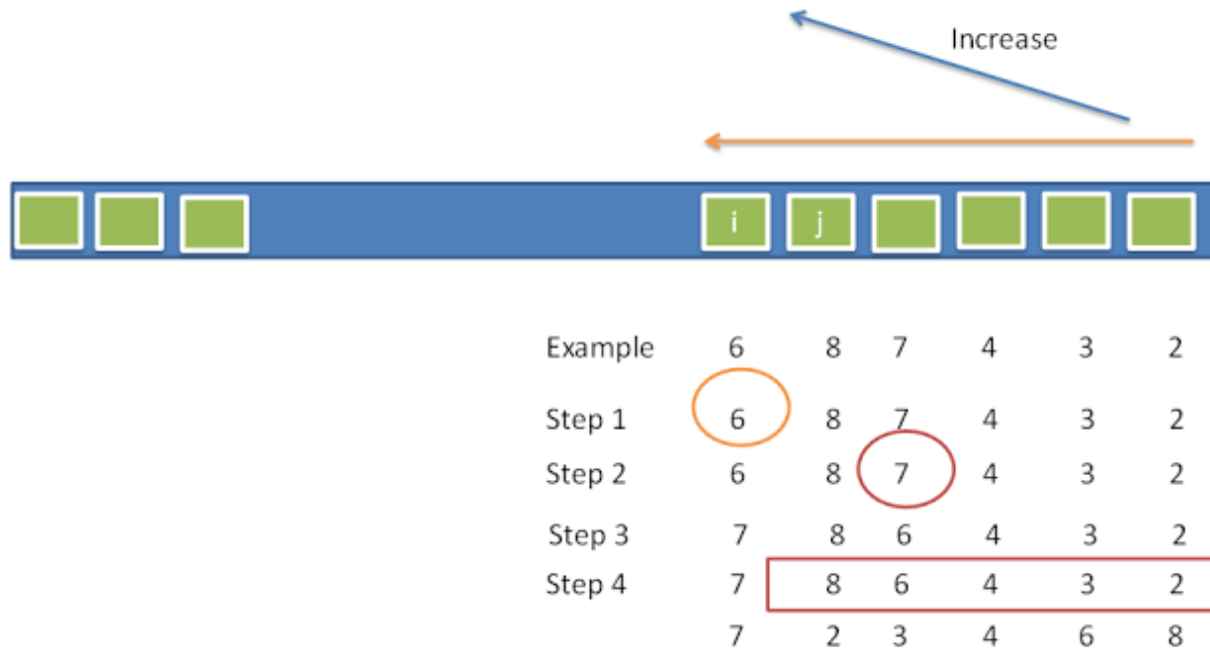 Increase
i j
Example 6 8 7 4 3 2
Step 1 6 8 7 4 3 2
Step 2 6 8 7 4 3 2
Step 3 7 8 6 4 3 2
Step 4 7 8 6 4 3 2
7 2 3 4 6 8